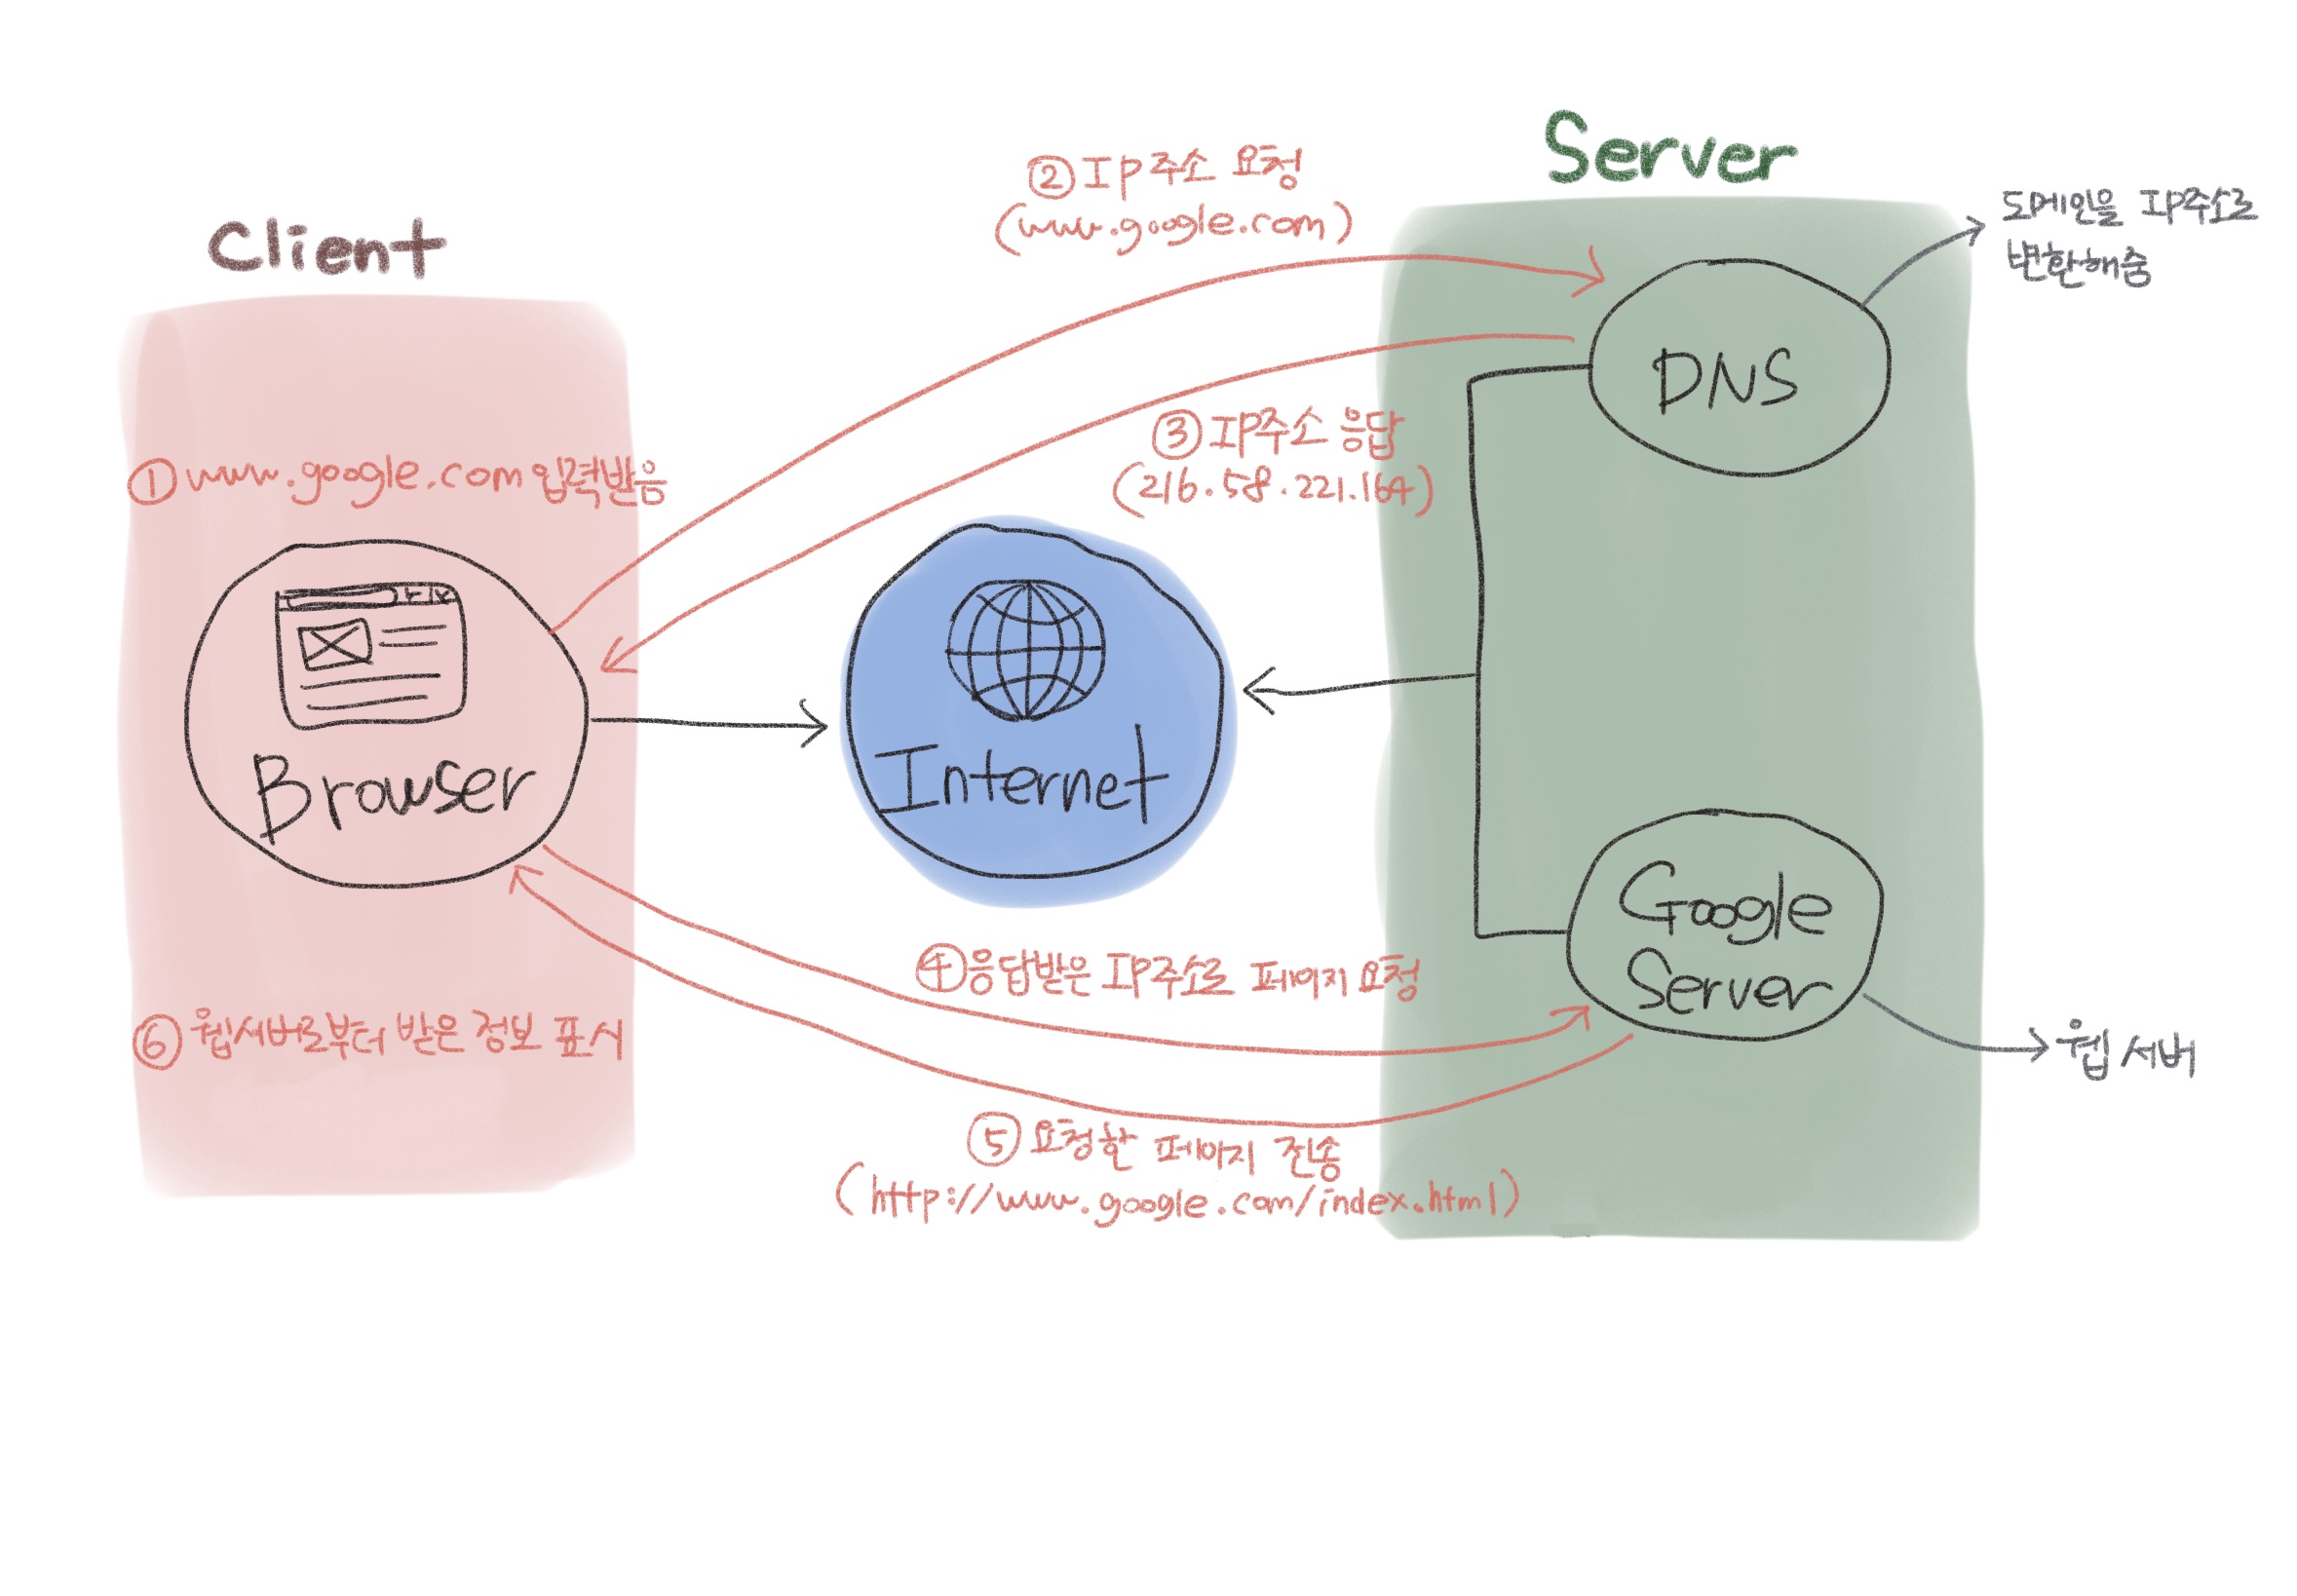 Client
Server
② IP주소 요청
(www.google.com)
도메인을 IP주소로
변환해줌
DNS
③ IP주소 응답
(216.58.221.164)
① www.google.com 입력받음
Browser
Internet
Google
Server
④ 응답받은 IP주소로 페이지 요청
⑥ 웹서버로부터 받은 정보 표시
웹 서버
⑤ 요청한 페이지 전송
(http://www.google.com/index.html)